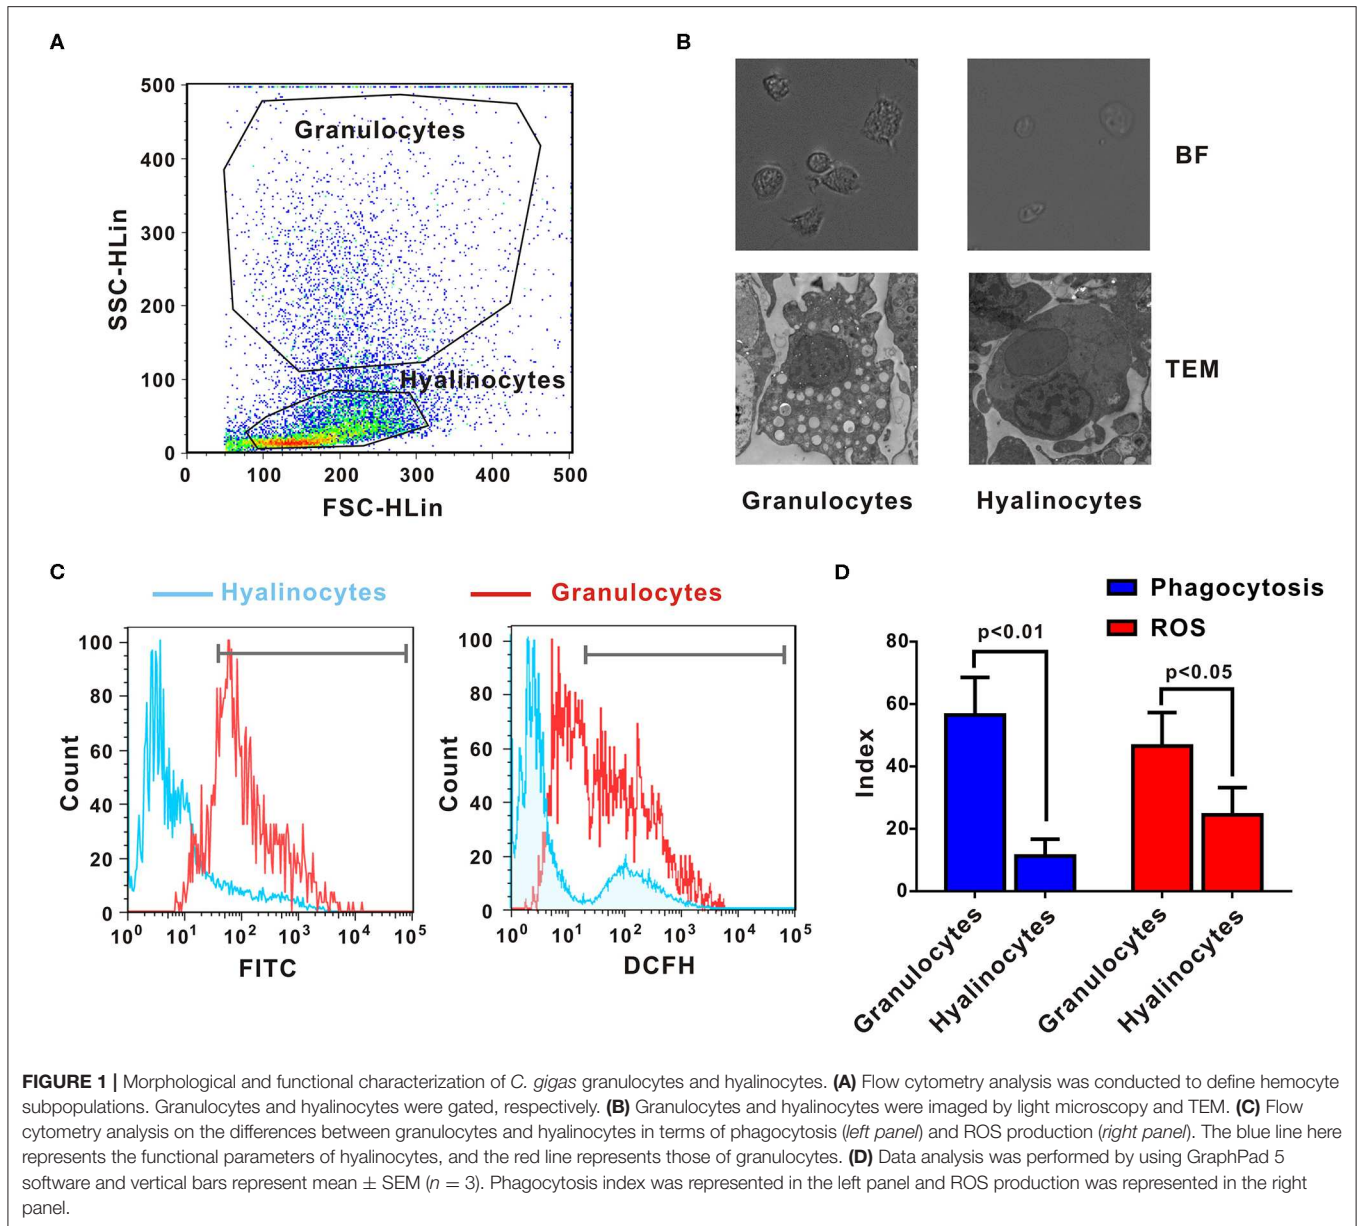 A
500
400
300
200
100
0
SSC-HLin
Granulocytes
Hyalinocytes
0 100 200 300 400 500
FSC-HLin
B
BF
TEM
Granulocytes Hyalinocytes
C
Hyalinocytes Granulocytes
100
80
60
40
20
0
Count
10^0 10^1 10^2 10^3 10^4 10^5
FITC
100
80
60
40
20
0
Count
10^0 10^1 10^2 10^3 10^4 10^5
DCFH
D
Phagocytosis
ROS
80
60
40
20
0
Index
p<0.01
p<0.05
Granulocytes
Hyalinocytes
Granulocytes
Hyalinocytes
FIGURE 1 | Morphological and functional characterization of C. gigas granulocytes and hyalinocytes. (A) Flow cytometry analysis was conducted to define hemocyte
subpopulations. Granulocytes and hyalinocytes were gated, respectively. (B) Granulocytes and hyalinocytes were imaged by light microscopy and TEM. (C) Flow
cytometry analysis on the differences between granulocytes and hyalinocytes in terms of phagocytosis (left panel) and ROS production (right panel). The blue line here
represents the functional parameters of hyalinocytes, and the red line represents those of granulocytes. (D) Data analysis was performed by using GraphPad 5
software and vertical bars represent mean ± SEM (n = 3). Phagocytosis index was represented in the left panel and ROS production was represented in the right
panel.